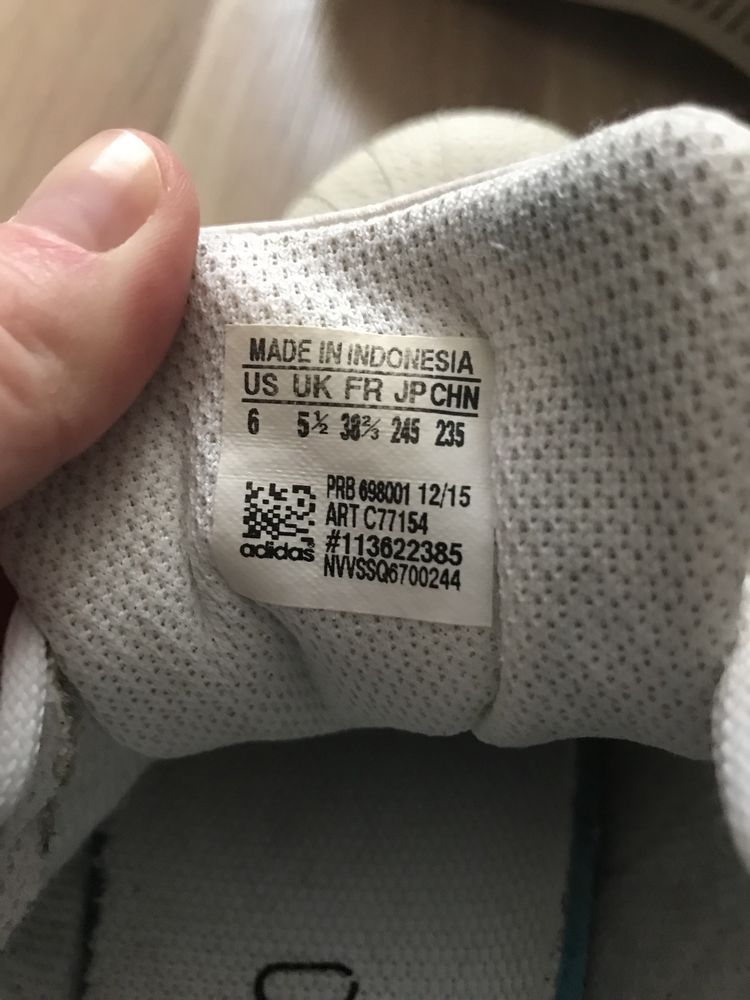 MADE IN INDONESIA
US UK FR JP CHN
6 5½ 38⅔ 245 235
PRB 698001 12/15
ART C77154
#113622385
NVVSSQ6700244
adidas